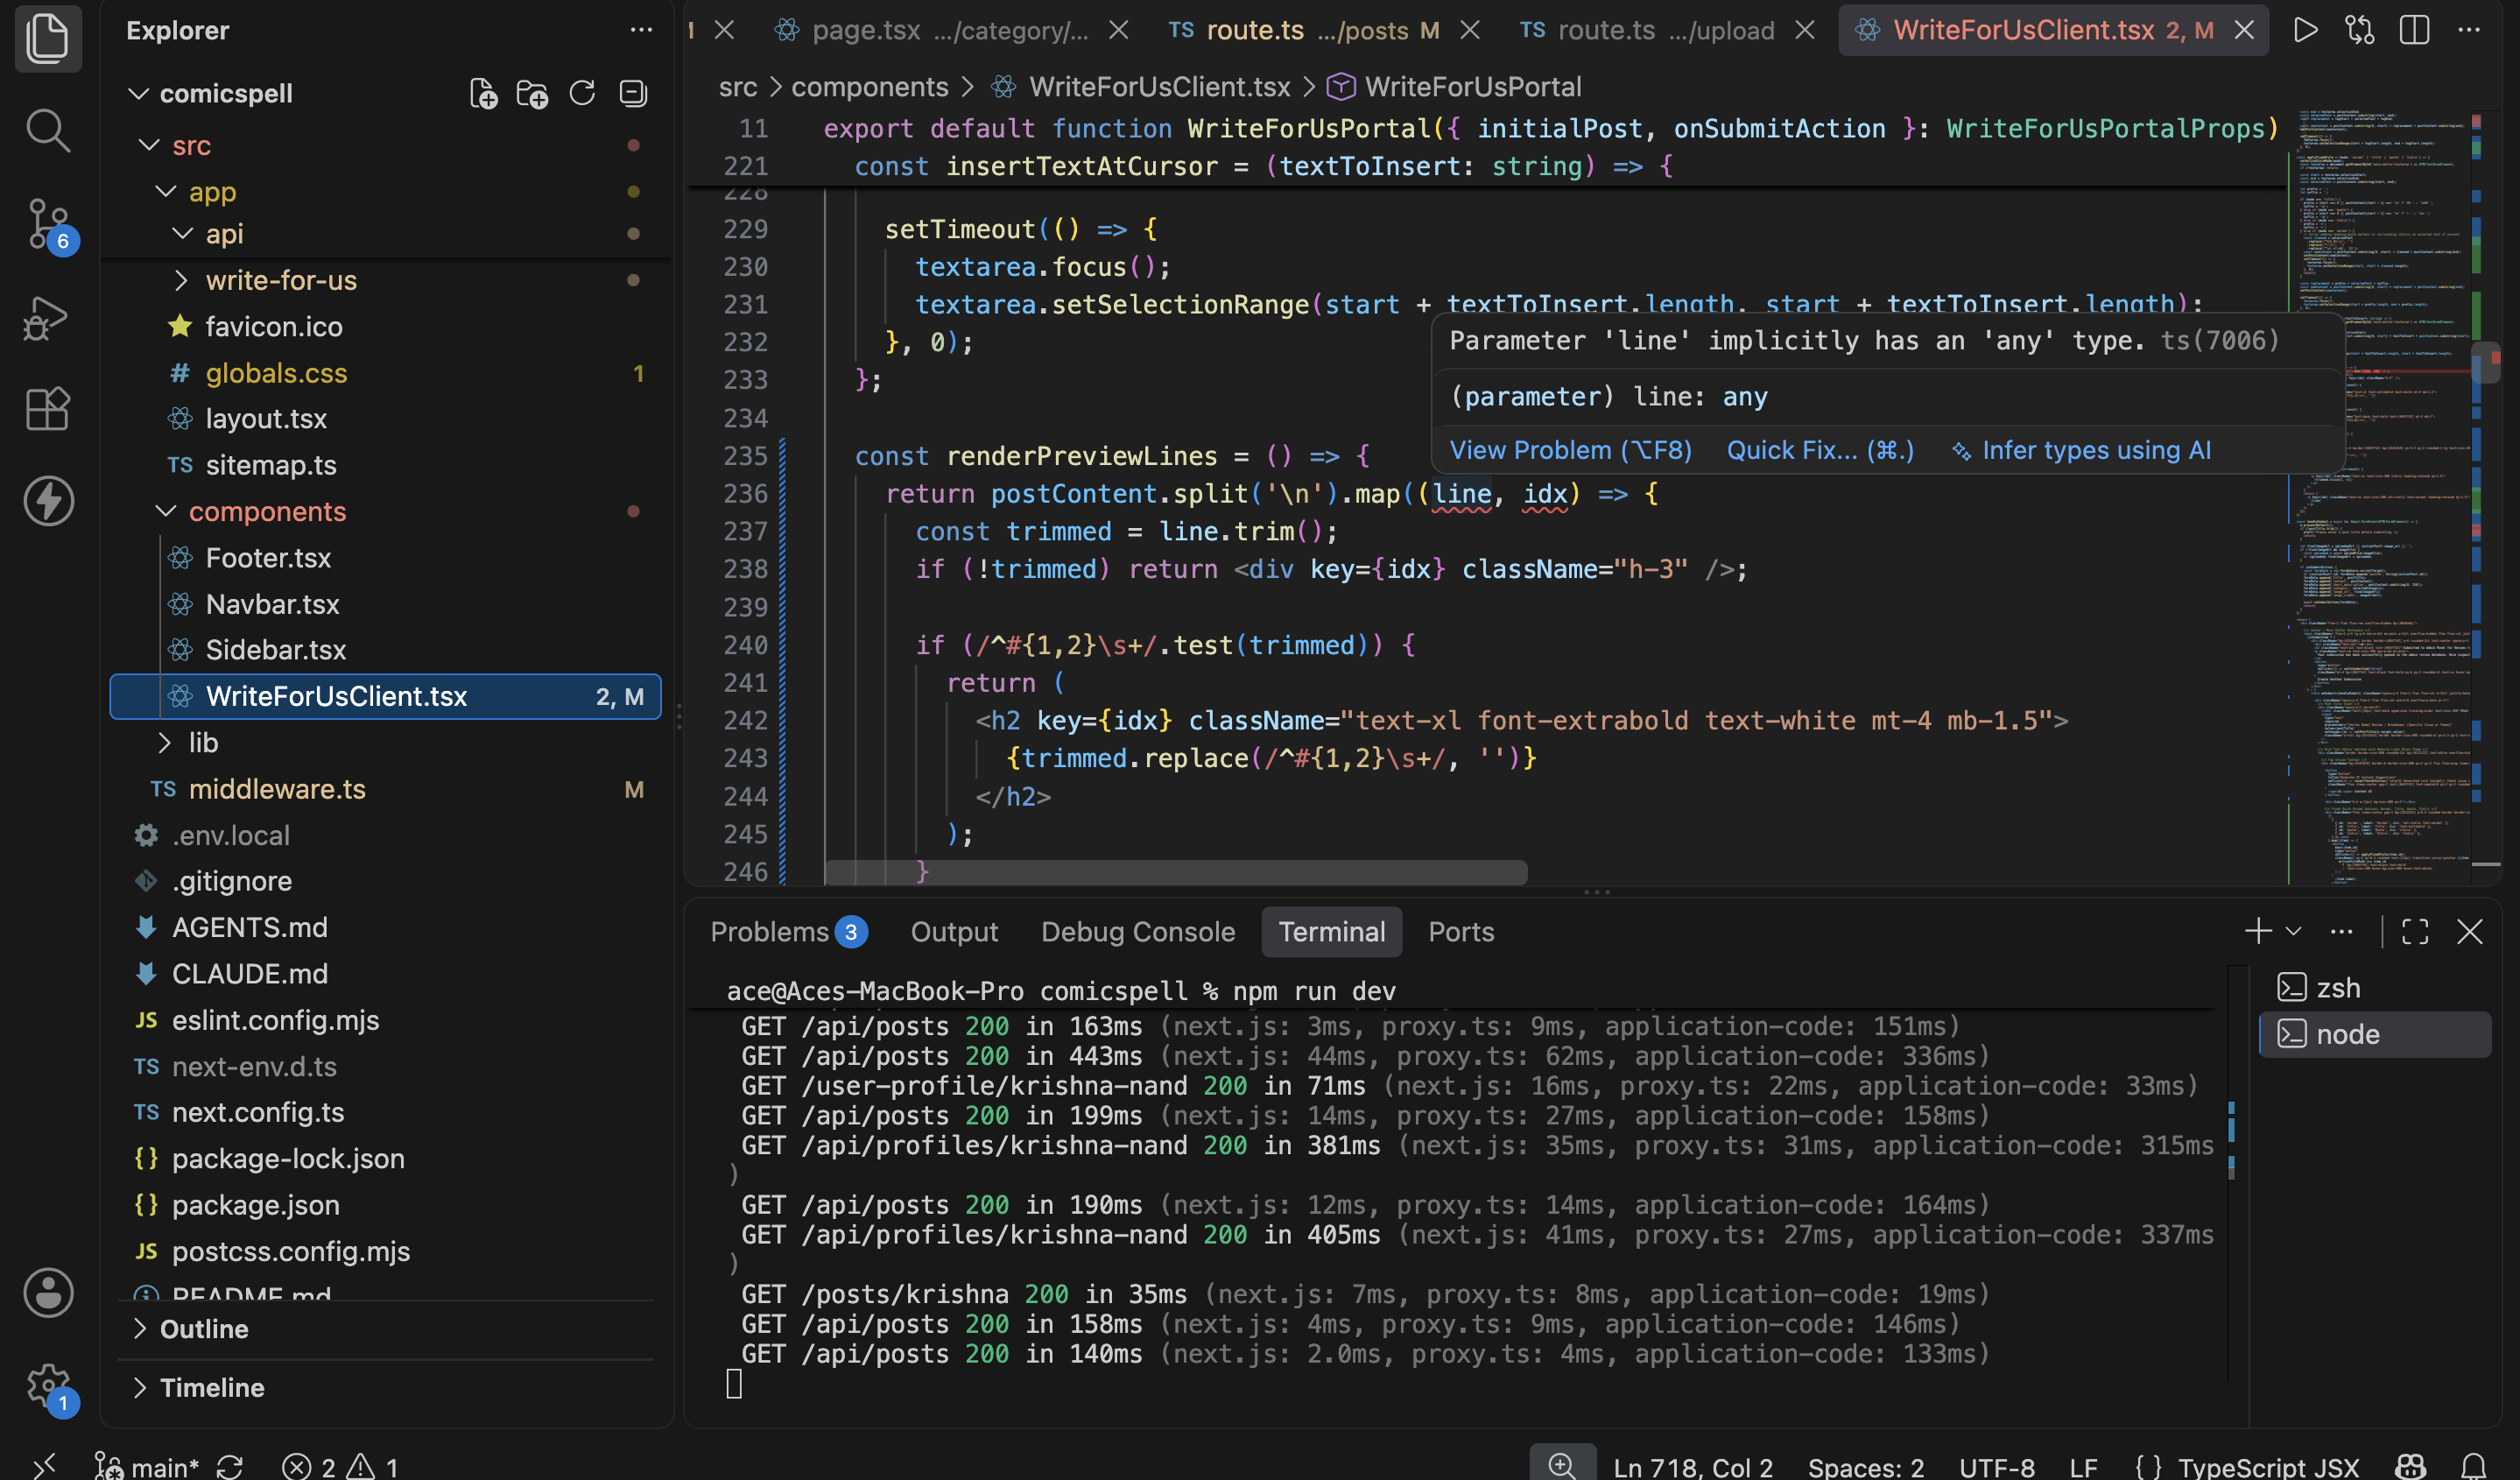 Explorer
comicspell
src
app
api
write-for-us
favicon.ico
# globals.css 1
layout.tsx
TS sitemap.ts
components
Footer.tsx
Navbar.tsx
Sidebar.tsx
WriteForUsClient.tsx 2, M
lib
TS middleware.ts M
.env.local
.gitignore
AGENTS.md
CLAUDE.md
JS eslint.config.mjs
TS next-env.d.ts
TS next.config.ts
{} package-lock.json
{} package.json
JS postcss.config.mjs
README.md
Outline
Timeline
6
1
page.tsx .../category/... TS route.ts .../posts M TS route.ts .../upload WriteForUsClient.tsx 2, M
src > components > WriteForUsClient.tsx > WriteForUsPortal
11 export default function WriteForUsPortal({ initialPost, onSubmitAction }: WriteForUsPortalProps)
221 const insertTextAtCursor = (textToInsert: string) => {
228
229 setTimeout(() => {
230 textarea.focus();
231 textarea.setSelectionRange(start + textToInsert.length, start + textToInsert.length);
232 }, 0);
233 };
234
235 const renderPreviewLines = () => {
236 return postContent.split('\n').map((line, idx) => {
237 const trimmed = line.trim();
238 if (!trimmed) return <div key={idx} className="h-3" />;
239
240 if (/^#{1,2}\s+/.test(trimmed)) {
241 return (
242 <h2 key={idx} className="text-xl font-extrabold text-white mt-4 mb-1.5">
243 {trimmed.replace(/^#{1,2}\s+/, '')}
244 </h2>
245 );
246 }
Parameter 'line' implicitly has an 'any' type. ts(7006)
(parameter) line: any
View Problem (⌥F8) Quick Fix... (⌘.) Infer types using AI
Problems 3 Output Debug Console Terminal Ports
ace@Aces-MacBook-Pro comicspell % npm run dev
GET /api/posts 200 in 163ms (next.js: 3ms, proxy.ts: 9ms, application-code: 151ms)
GET /api/posts 200 in 443ms (next.js: 44ms, proxy.ts: 62ms, application-code: 336ms)
GET /user-profile/krishna-nand 200 in 71ms (next.js: 16ms, proxy.ts: 22ms, application-code: 33ms)
GET /api/posts 200 in 199ms (next.js: 14ms, proxy.ts: 27ms, application-code: 158ms)
GET /api/profiles/krishna-nand 200 in 381ms (next.js: 35ms, proxy.ts: 31ms, application-code: 315ms
)
GET /api/posts 200 in 190ms (next.js: 12ms, proxy.ts: 14ms, application-code: 164ms)
GET /api/profiles/krishna-nand 200 in 405ms (next.js: 41ms, proxy.ts: 27ms, application-code: 337ms
)
GET /posts/krishna 200 in 35ms (next.js: 7ms, proxy.ts: 8ms, application-code: 19ms)
GET /api/posts 200 in 158ms (next.js: 4ms, proxy.ts: 9ms, application-code: 146ms)
GET /api/posts 200 in 140ms (next.js: 2.0ms, proxy.ts: 4ms, application-code: 133ms)
zsh
node
main* 2 1 Ln 718, Col 2 Spaces: 2 UTF-8 LF {} TypeScript JSX